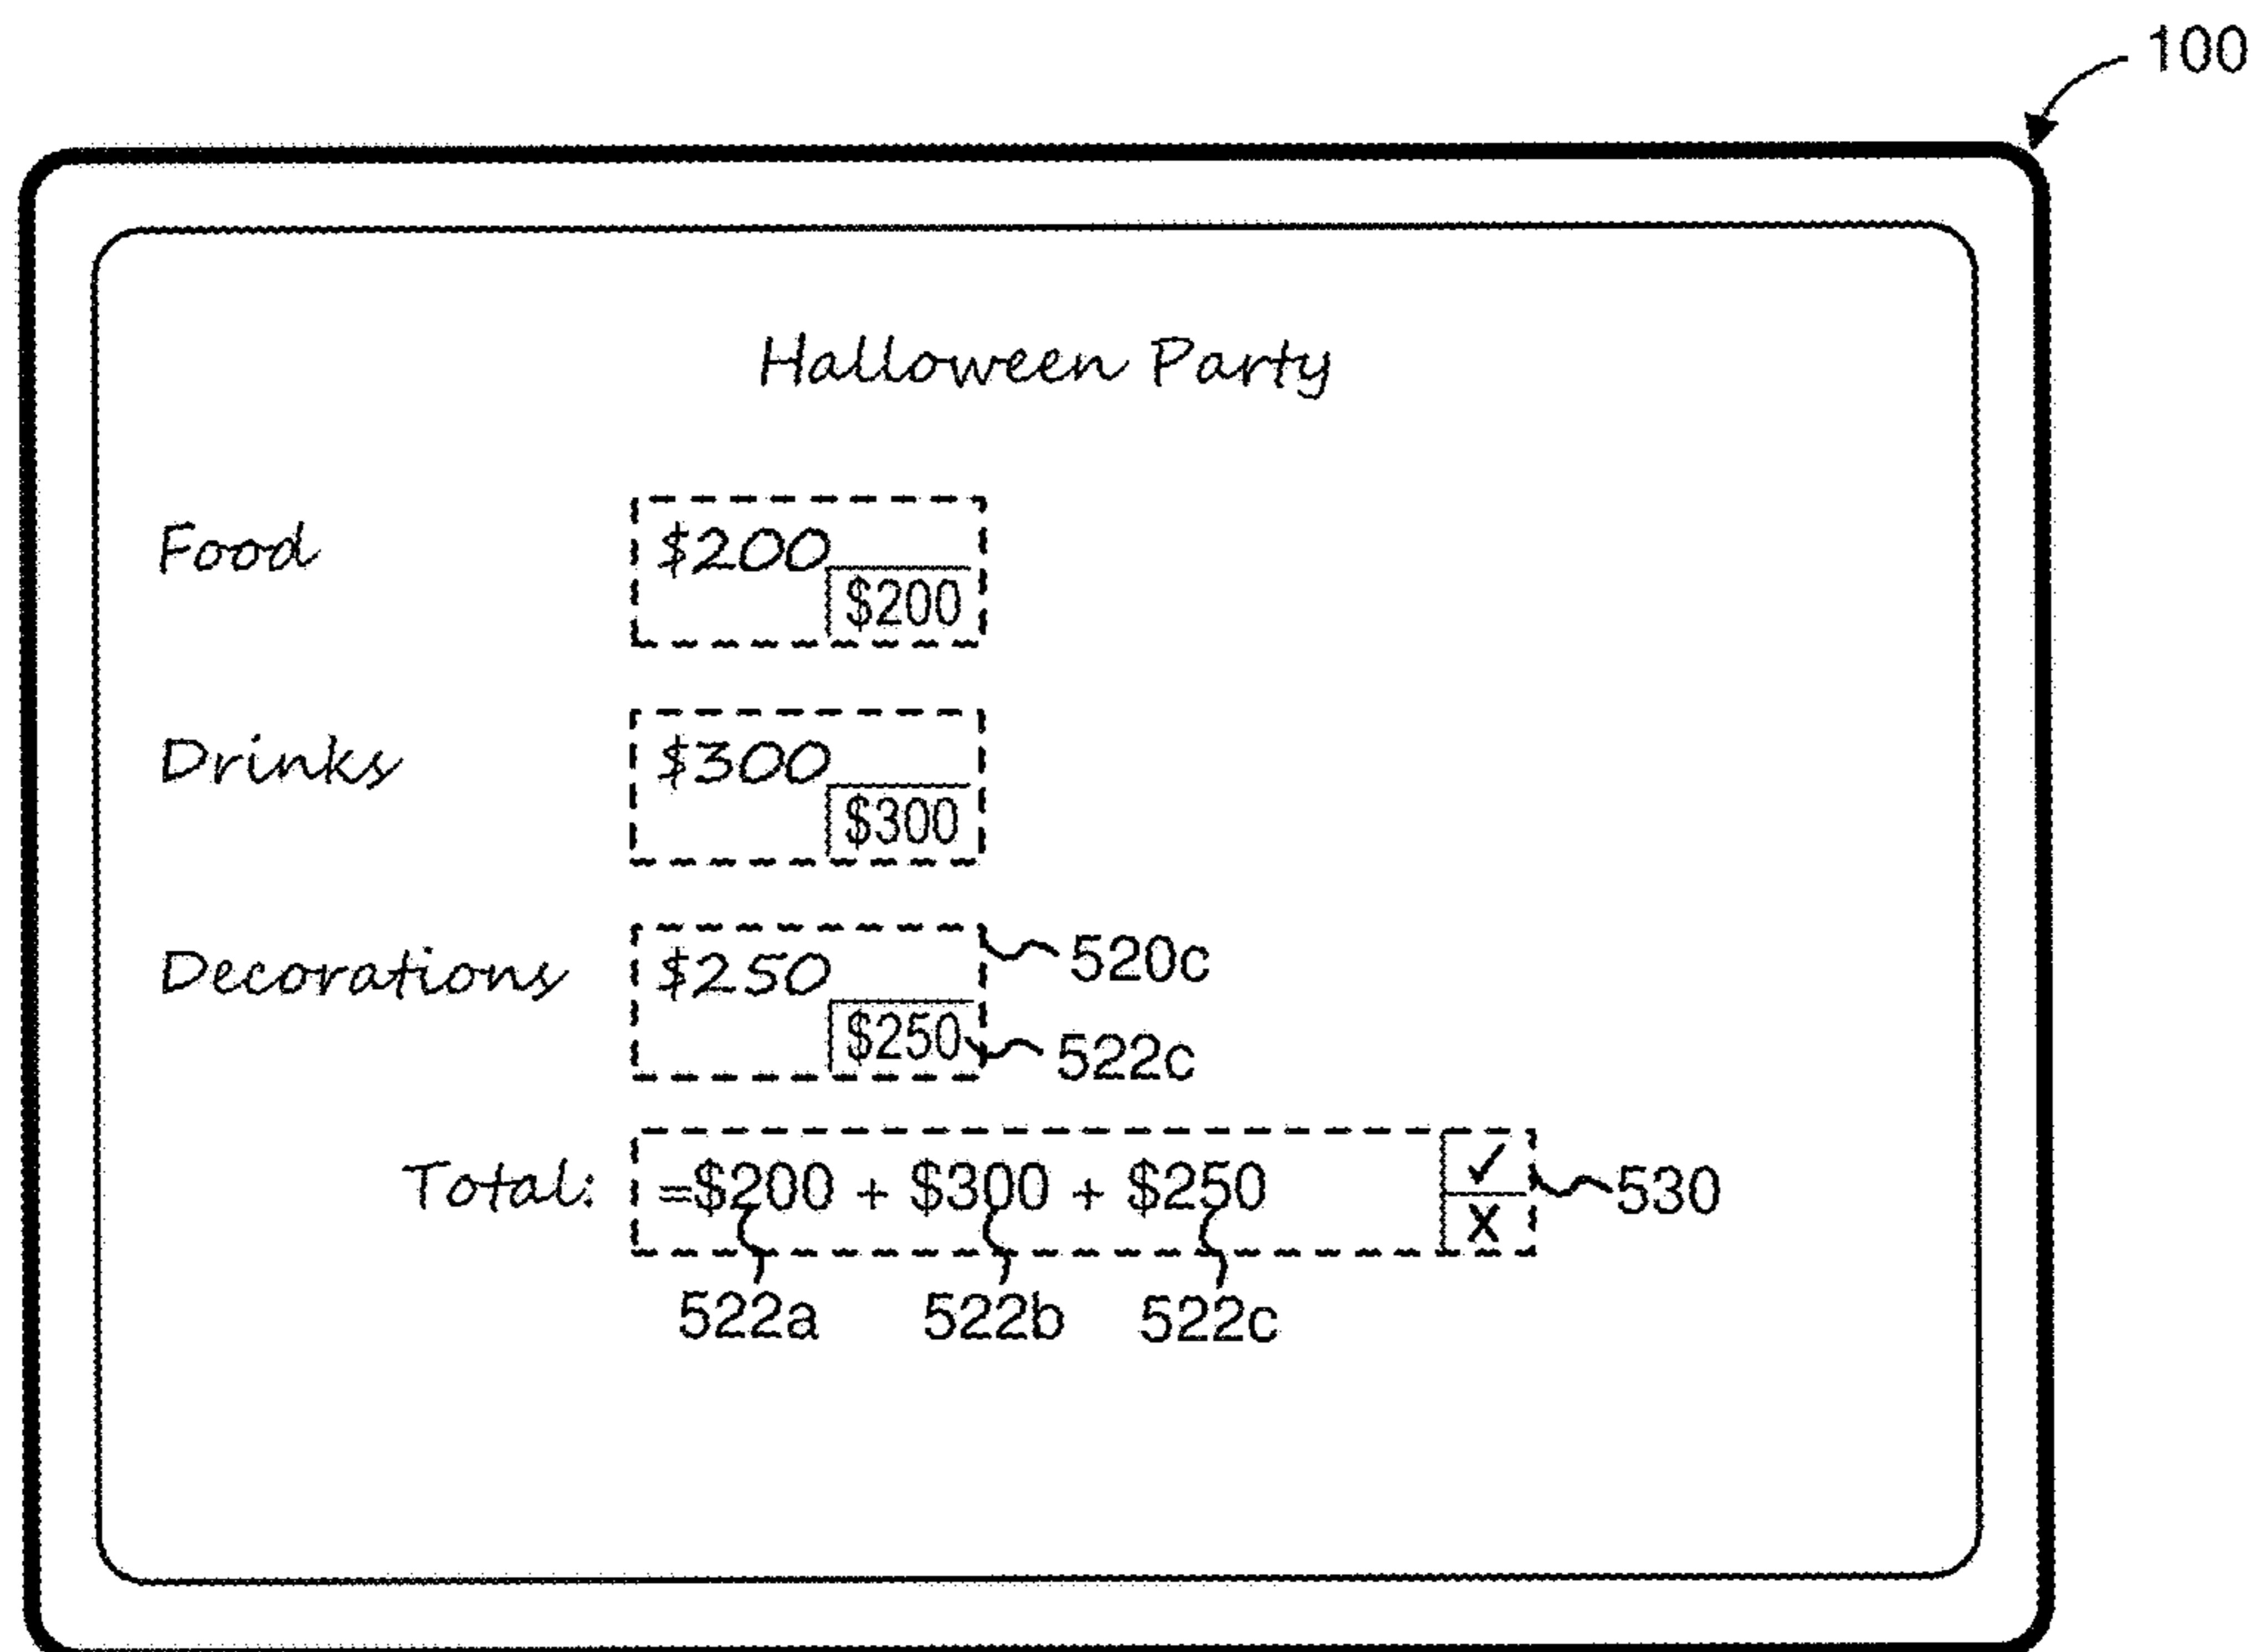 100
Halloween Party
Food $200
$200
Drinks $300
$300
Decorations $250 520c
$250 522c
Total: =$200 + $300 + $250 ✓ 530
X
522a 522b 522c